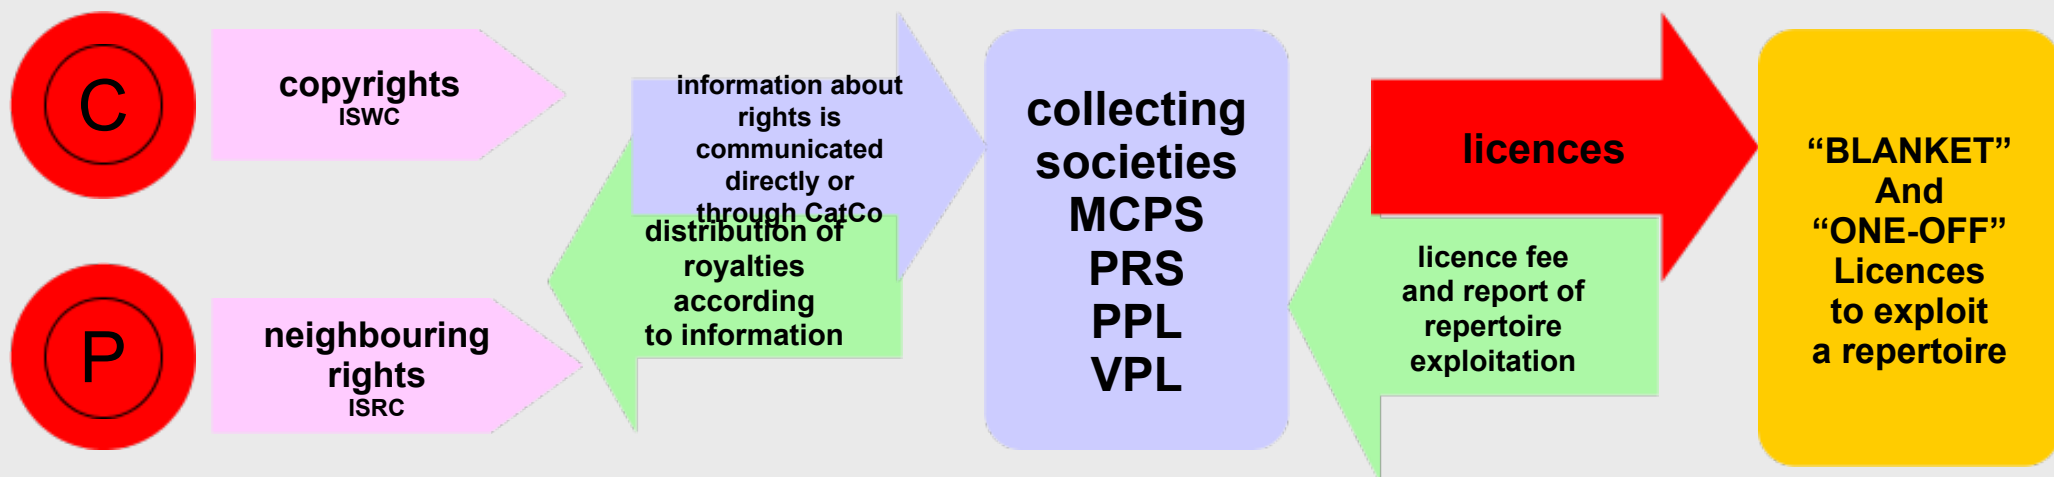 C
copyrights
ISWC
P
neighbouring
rights
ISRC
information about
rights is
communicated
directly or
through CatCo
distribution of
royalties
according
to information
collecting
societies
MCPS
PRS
PPL
VPL
licences
licence fee
and report of
repertoire
exploitation
“BLANKET”
And
“ONE-OFF”
Licences
to exploit
a repertoire